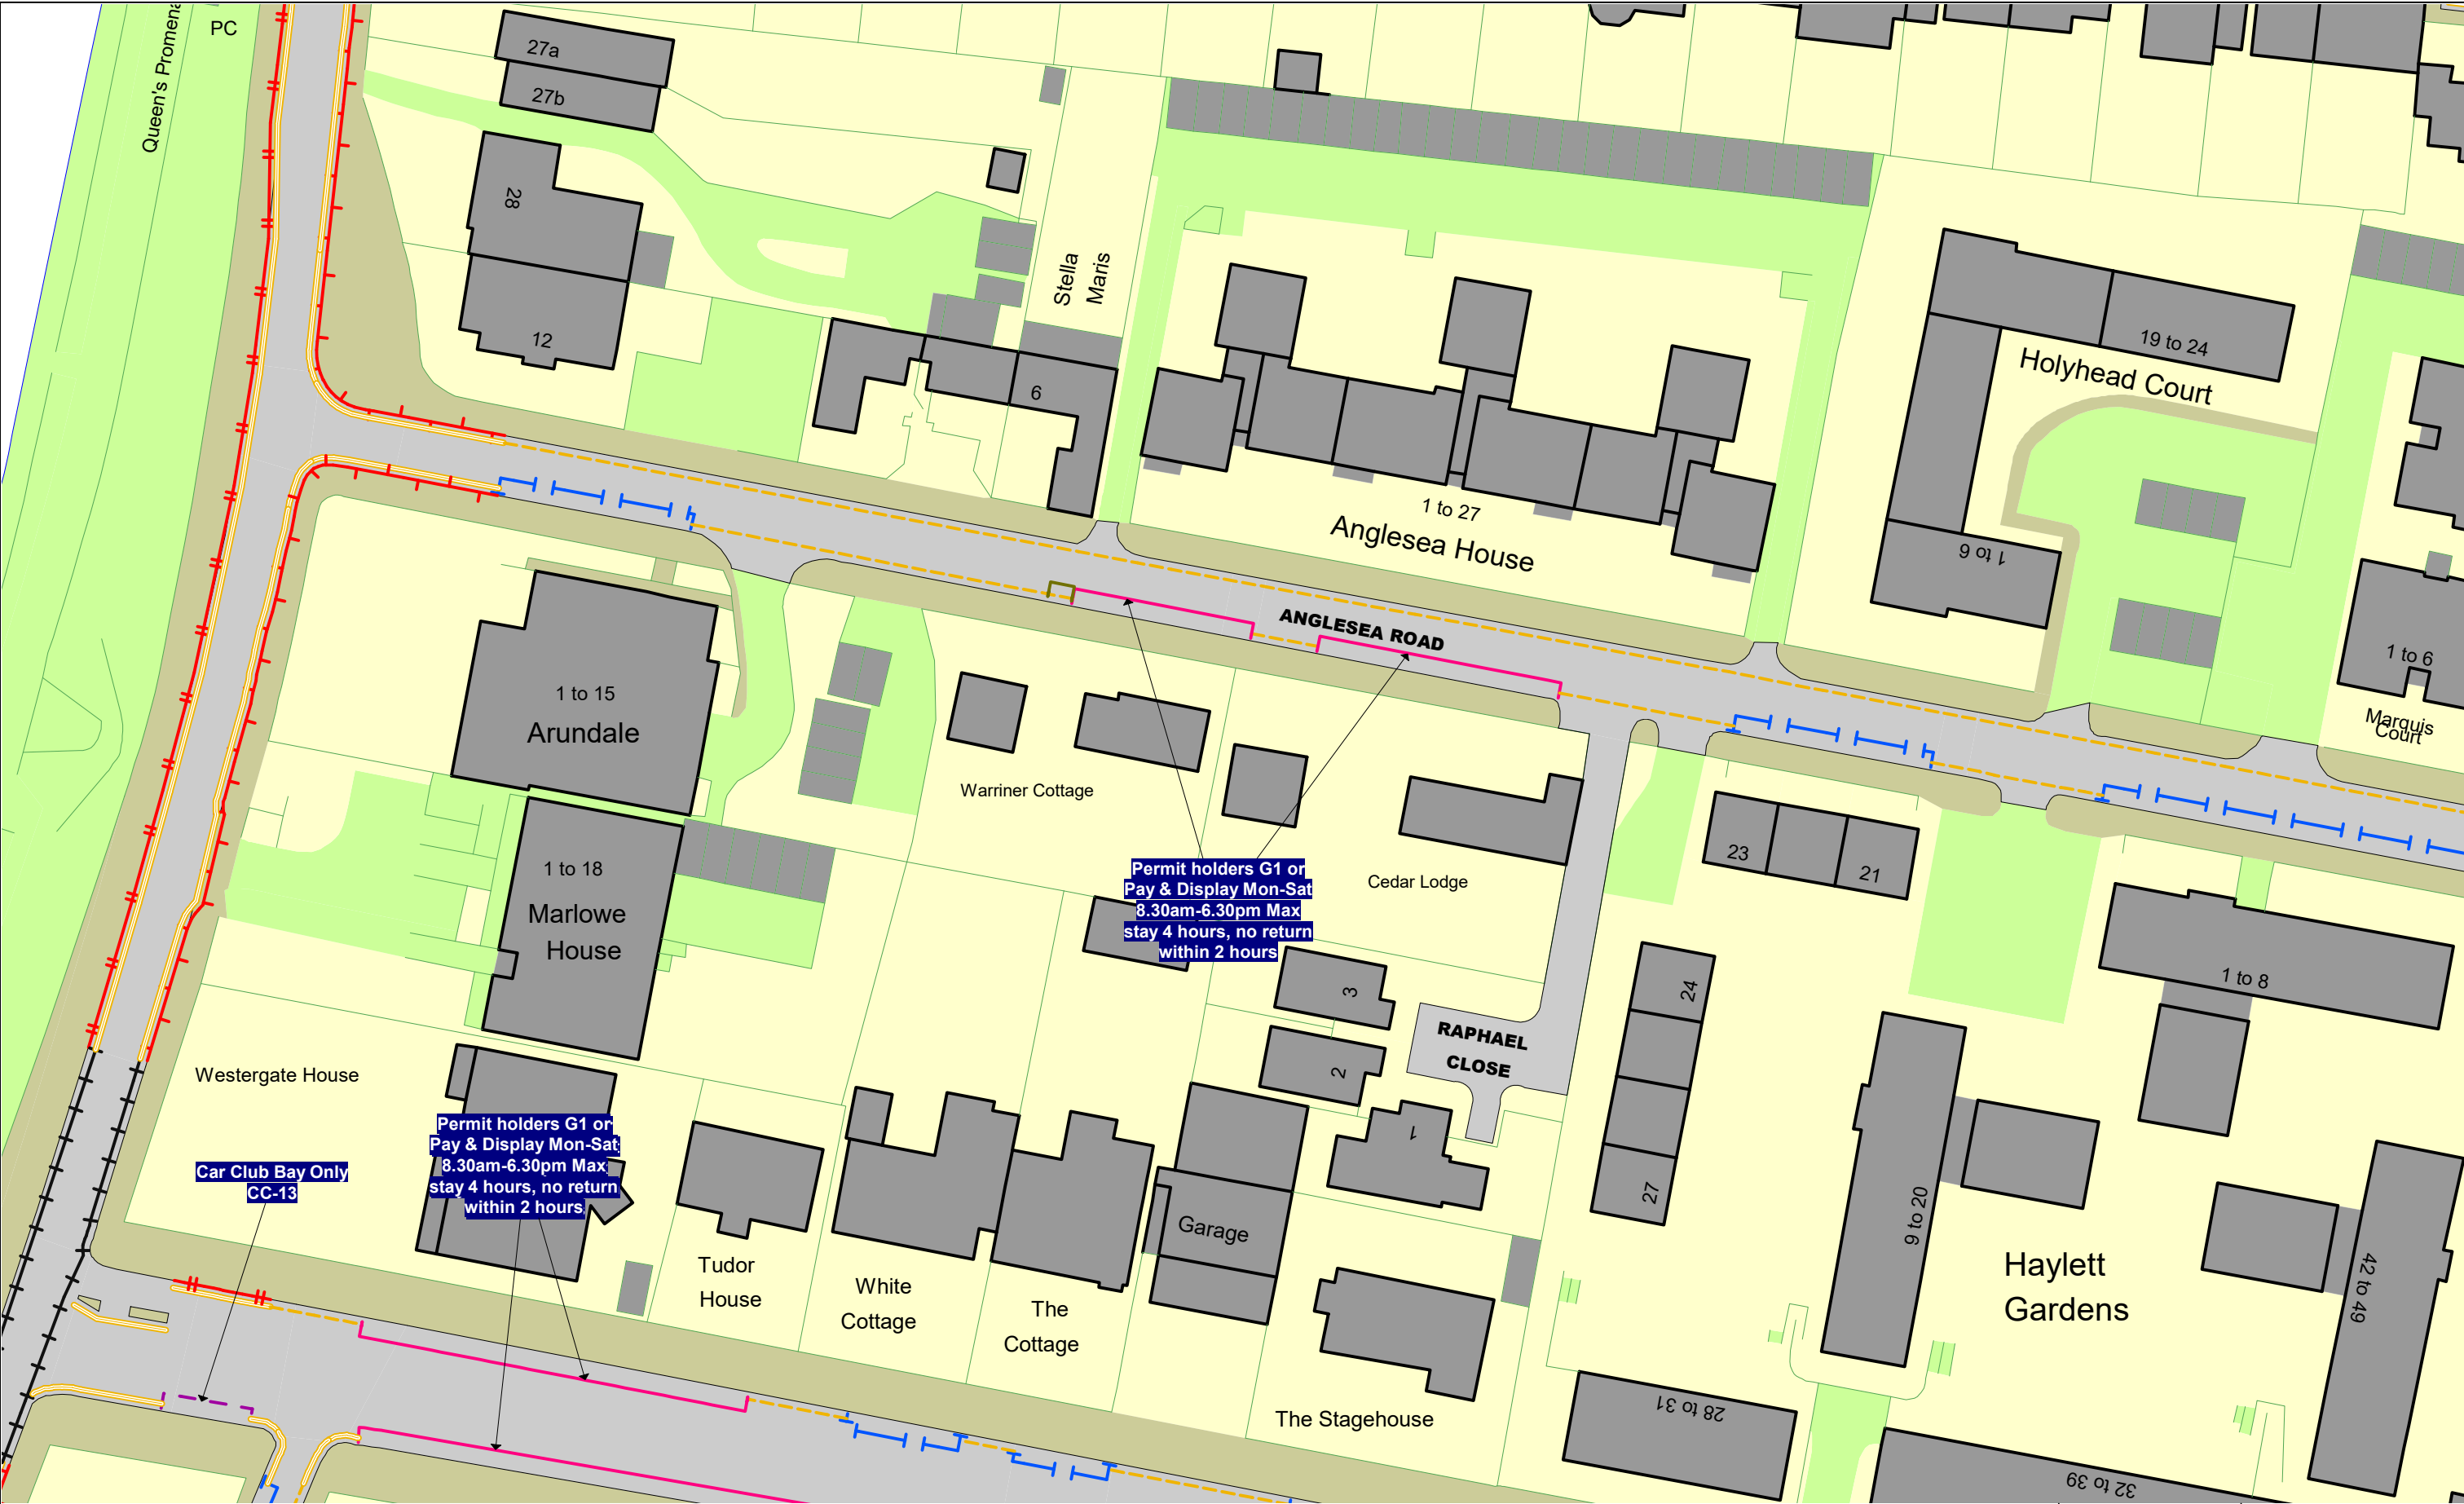 PC
Queen's Promena
27a
27b
28
12
Stella
Maris
6
19 to 24
Holyhead Court
1 to 27
Anglesea House
1 to 6
ANGLESEA ROAD
1 to 6
Marquis
Court
1 to 15
Arundale
Warriner Cottage
1 to 18
Marlowe
House
Permit holders G1 or
Pay & Display Mon-Sat
8.30am-6.30pm Max
stay 4 hours, no return
within 2 hours
Cedar Lodge
23
21
24
1 to 8
3
RAPHAEL
CLOSE
2
1
Westergate House
Permit holders G1 or
Pay & Display Mon-Sat
8.30am-6.30pm Max
stay 4 hours, no return
within 2 hours
Car Club Bay Only
CC-13
27
9 to 20
Garage
Tudor
House
White
Cottage
The
Cottage
Haylett
Gardens
42 to 49
The Stagehouse
28 to 31
32 to 39